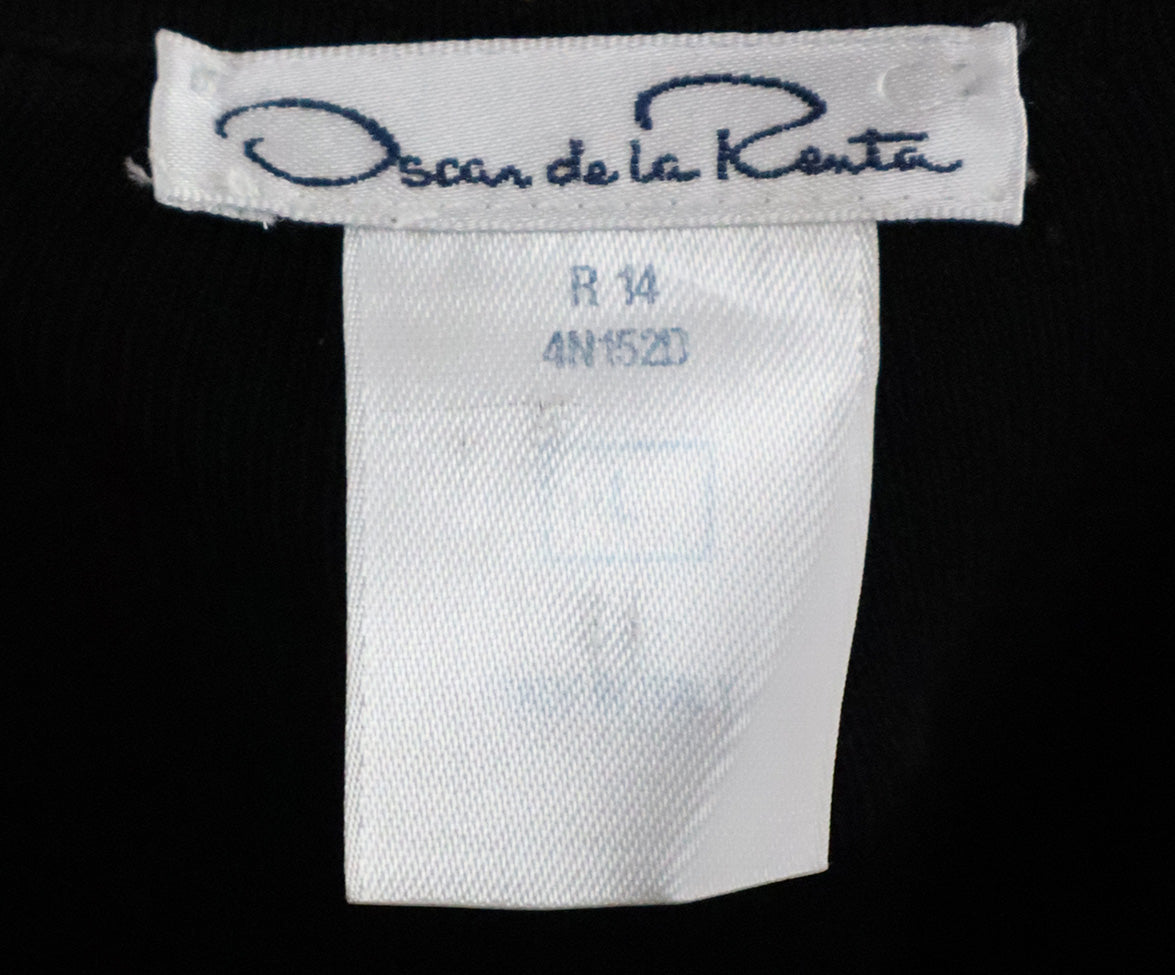 Oscar de la Renta
R 14
4N152D
L